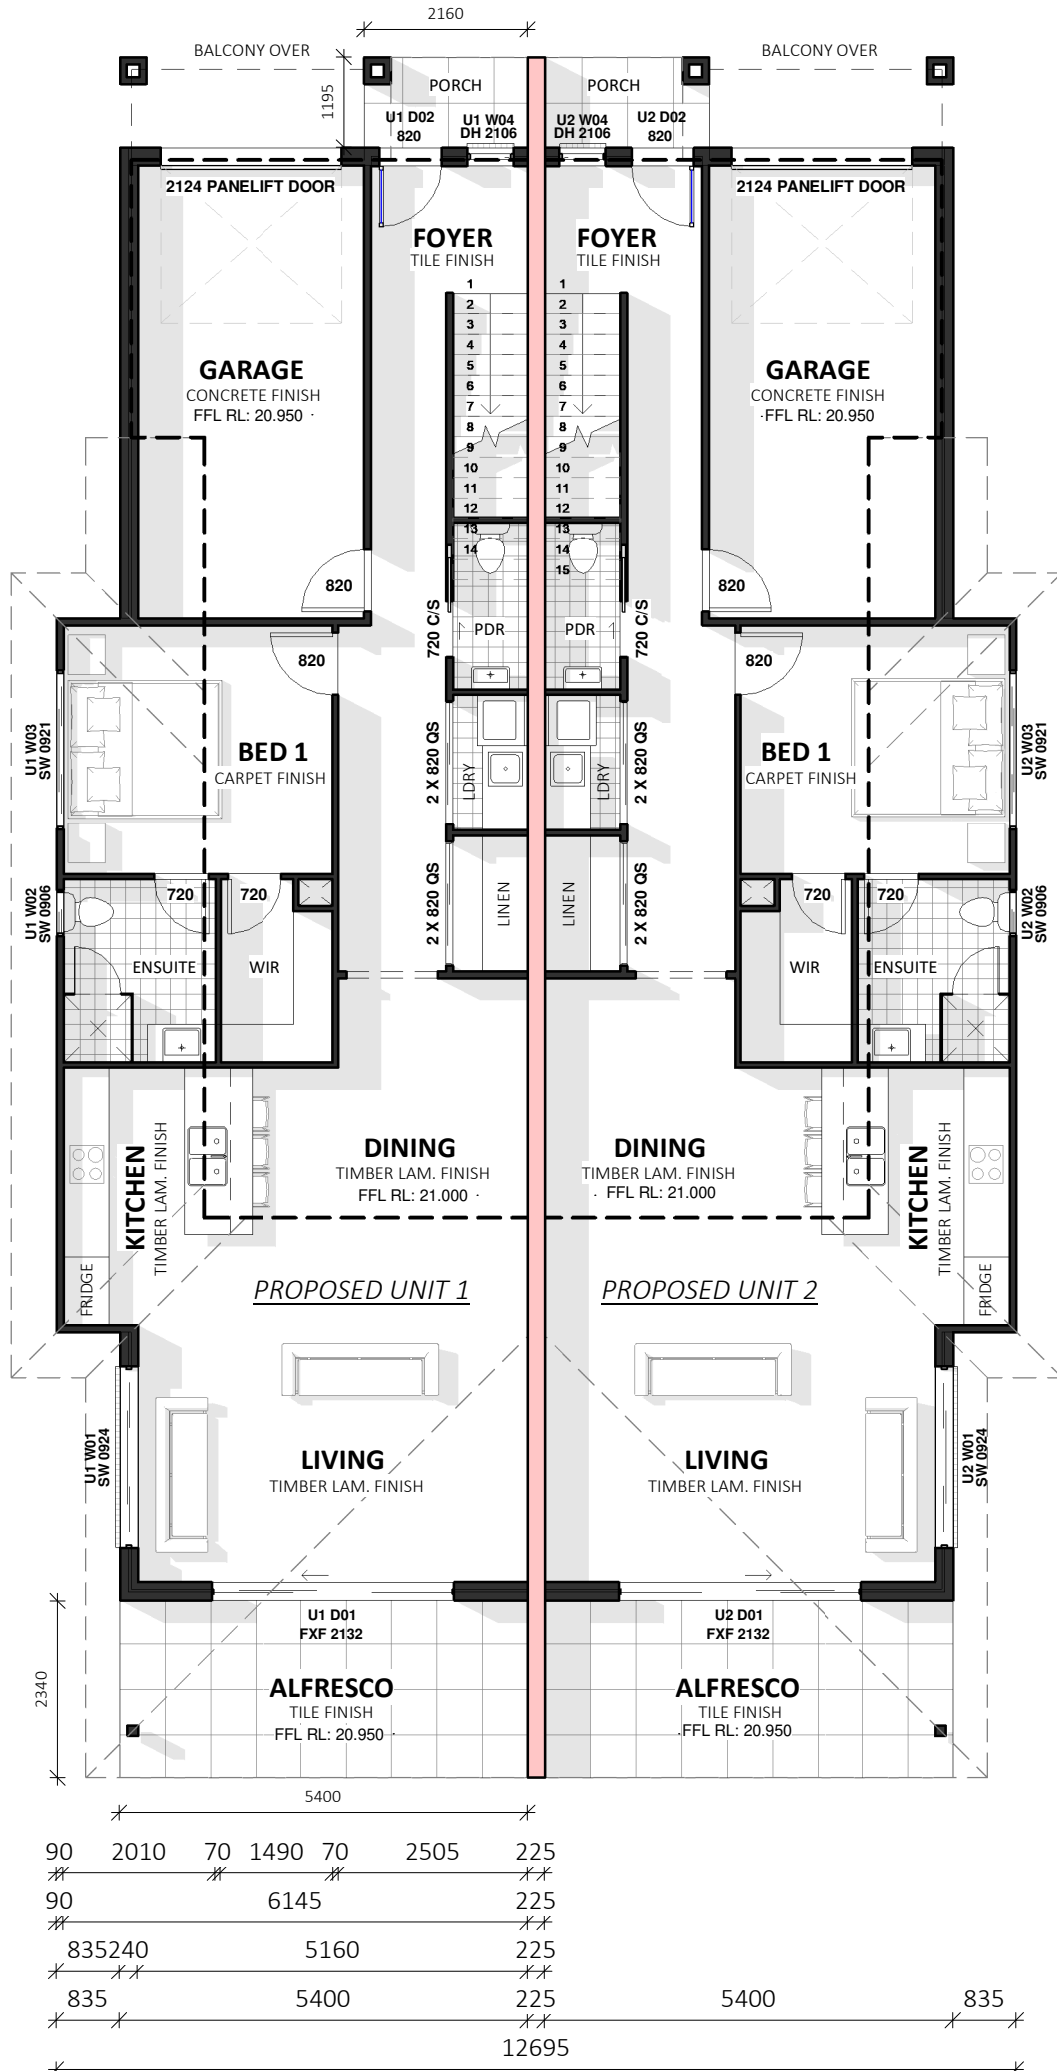 2160
BALCONY OVER
BALCONY OVER
1195
PORCH
PORCH
U1 D02
820
U1 W04
DH 2106
U2 W04
DH 2106
U2 D02
820
2124 PANELIFT DOOR
2124 PANELIFT DOOR
FOYER
TILE FINISH
FOYER
TILE FINISH
1
2
3
4
5
6
7
8
9
10
11
12
13
14
1
2
3
4
5
6
7
8
9
10
11
12
13
14
15
GARAGE
CONCRETE FINISH
FFL RL: 20.950
GARAGE
CONCRETE FINISH
FFL RL: 20.950
820
820
720 C/S
PDR
PDR
720 C/S
820
820
U1 W03
SW 0921
BED 1
CARPET FINISH
2 X 820 QS
LDRY
LDRY
2 X 820 QS
BED 1
CARPET FINISH
U2 W03
SW 0921
U1 W02
SW 0906
720
720
2 X 820 QS
LINEN
LINEN
2 X 820 QS
720
720
U2 W02
SW 0906
ENSUITE
WIR
WIR
ENSUITE
KITCHEN
TIMBER LAM. FINISH
DINING
TIMBER LAM. FINISH
FFL RL: 21.000
DINING
TIMBER LAM. FINISH
FFL RL: 21.000
KITCHEN
TIMBER LAM. FINISH
FRIDGE
PROPOSED UNIT 1
PROPOSED UNIT 2
FRIDGE
U1 W01
SW 0924
LIVING
TIMBER LAM. FINISH
LIVING
TIMBER LAM. FINISH
U2 W01
SW 0924
U1 D01
FXF 2132
U2 D01
FXF 2132
2340
ALFRESCO
TILE FINISH
FFL RL: 20.950
ALFRESCO
TILE FINISH
FFL RL: 20.950
5400
90 2010 70 1490 70 2505 225
90 6145 225
835 240 5160 225
835 5400 225 5400 835
12695